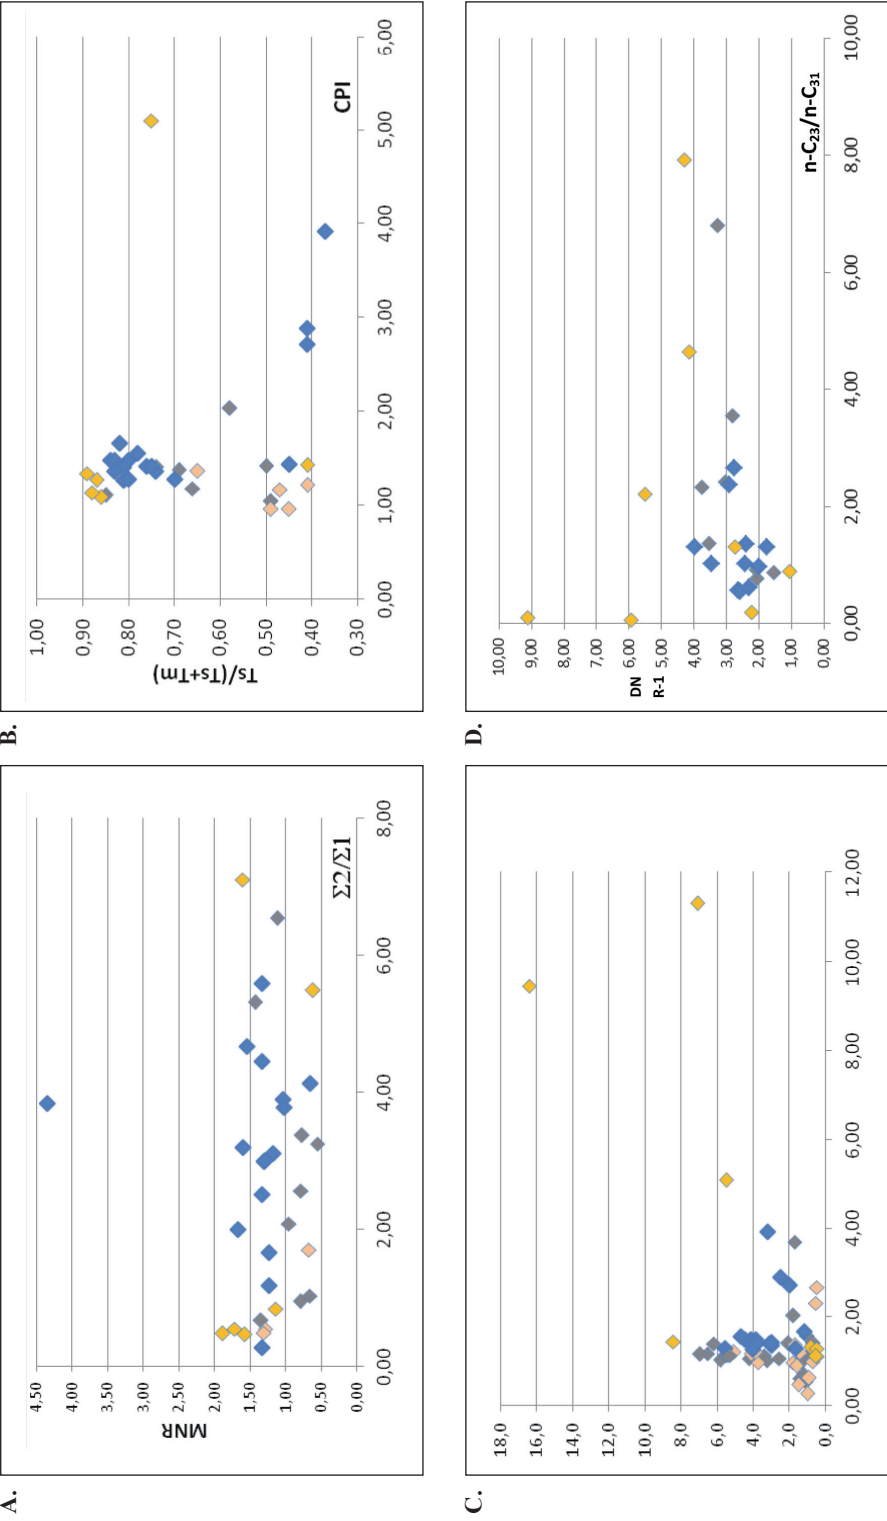 A.
4,50
4,00
3,50
3,00
2,50
2,00
1,50
1,00
0,50
0,00
MNR
0,00 2,00 4,00 6,00 8,00
Σ2/Σ1
B.
1,00
0,90
0,80
0,70
0,60
0,50
0,40
0,30
Ts/(Ts+Tm)
0,00 1,00 2,00 3,00 4,00 5,00 6,00
CPI
C.
18,0
16,0
14,0
12,0
10,0
8,0
6,0
4,0
2,0
0,0
0,00 2,00 4,00 6,00 8,00 10,00 12,00
D.
10,00
9,00
8,00
7,00
6,00
5,00
4,00
3,00
2,00
1,00
0,00
DN
R-1
0,00 2,00 4,00 6,00 8,00 10,00
n-C23/n-C31